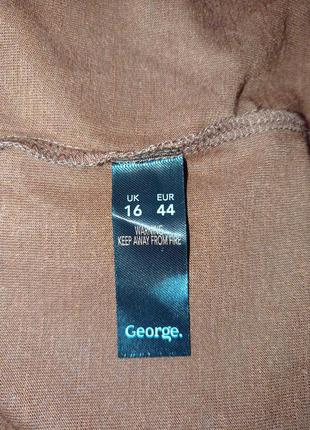 UK EUR
16 44
WARNING
KEEP AWAY FROM FIRE
George.